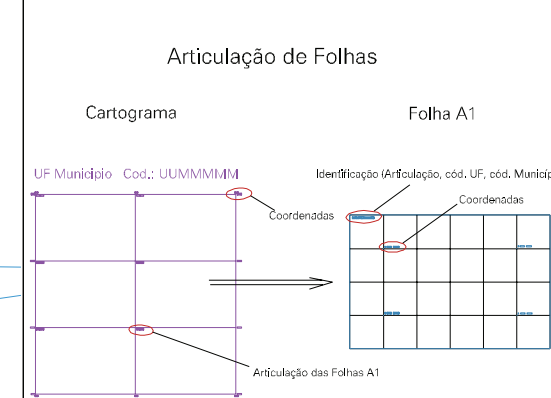 Articulação de Folhas
Cartograma
Folha A1
UF Municipio Cod.: UUMMMMM
Identificação (Articulação, cód. UF, cód. Municíp
Coordenadas
Coordenadas
Articulação das Folhas A1